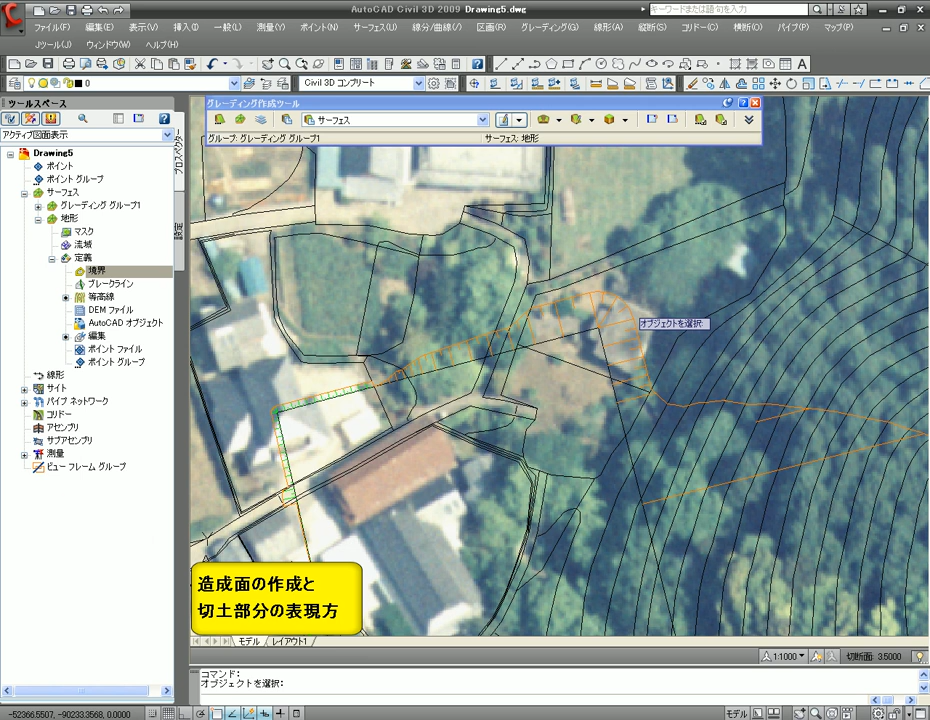 AutoCAD Civil 3D 2009 Drawing5.dwg
キーワードまたは語句を入力
ファイル(F) 編集(E) 表示(V) 挿入(I) 一般(L) 測量(Y) ポイント(N) サーフェス(U) 線分/曲線(V) 区画(R) グレーディング(G) 線形(A) 縦断(S) コリドー(C) 横断(O) パイプ(P) マップ(P)
Jツール(J) ウィンドウ(W) ヘルプ(H)
0
Civil 3D コンプリート
ツールスペース
アクティブ図面表示
プロスペクター
設定
Drawing5
ポイント
ポイント グループ
サーフェス
グレーディング グループ1
地形
マスク
流域
定義
境界
ブレークライン
等高線
DEM ファイル
AutoCAD オブジェクト
編集
ポイント ファイル
ポイント グループ
線形
サイト
パイプ ネットワーク
コリドー
アセンブリ
サブアセンブリ
測量
ビュー フレーム グループ
グレーディング作成ツール
サーフェス
グループ: グレーディング グループ1
サーフェス: 地形
オブジェクトを選択:
造成面の作成と
切土部分の表現方
モデル レイアウト1
1:1000 切断面: 3.5000
コマンド:
オブジェクトを選択:
-52366.5507, -90233.3568, 0.0000
モデル